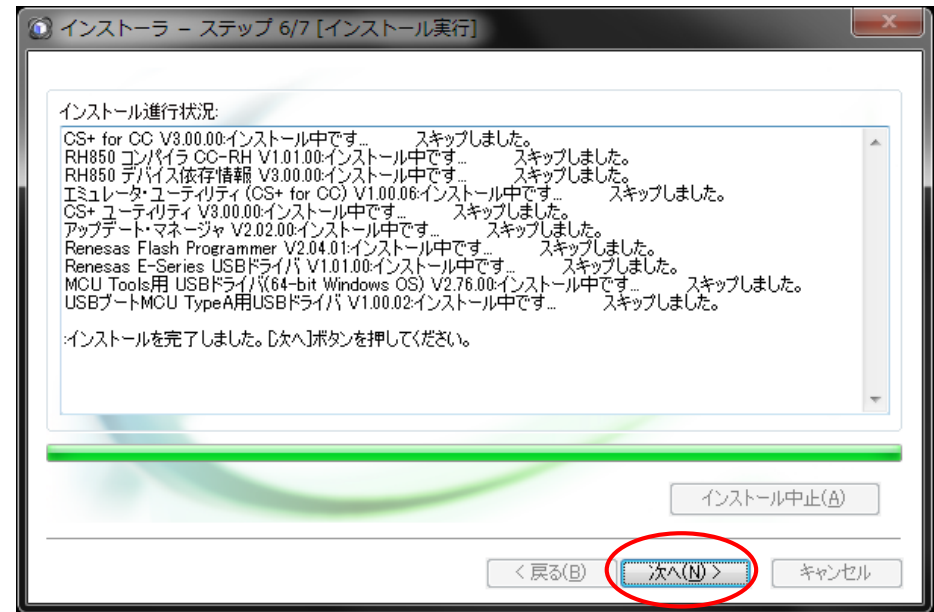 インストーラ – ステップ 6/7 [インストール実行]
インストール進行状況:
CS+ for CC V3.00.00:インストール中です... スキップしました。
RH850 コンパイラ CC-RH V1.01.00:インストール中です... スキップしました。
RH850 デバイス依存情報 V3.00.00:インストール中です... スキップしました。
エミュレータ・ユーティリティ (CS+ for CC) V1.00.06:インストール中です... スキップしました。
CS+ ユーティリティ V3.00.00:インストール中です... スキップしました。
アップデート・マネージャ V2.02.00:インストール中です... スキップしました。
Renesas Flash Programmer V2.04.01:インストール中です... スキップしました。
Renesas E-Series USBドライバ V1.01.00:インストール中です... スキップしました。
MCU Tools用 USBドライバ(64-bit Windows OS) V2.76.00:インストール中です... スキップしました。
USBブートMCU TypeA用USBドライバ V1.00.02:インストール中です... スキップしました。
:インストールを完了しました。[次へ]ボタンを押してください。
インストール中止(A)
< 戻る(B) 次へ(N) > キャンセル